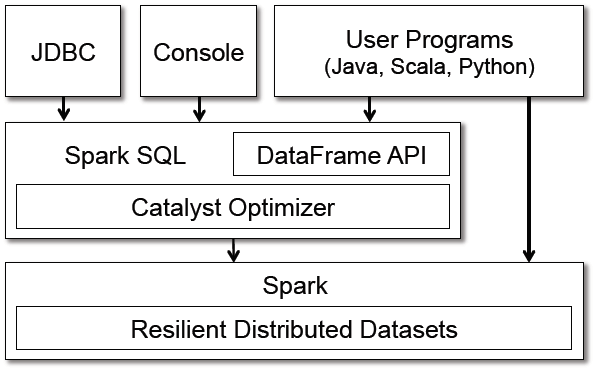 JDBC
Console
User Programs
(Java, Scala, Python)
Spark SQL
DataFrame API
Catalyst Optimizer
Spark
Resilient Distributed Datasets